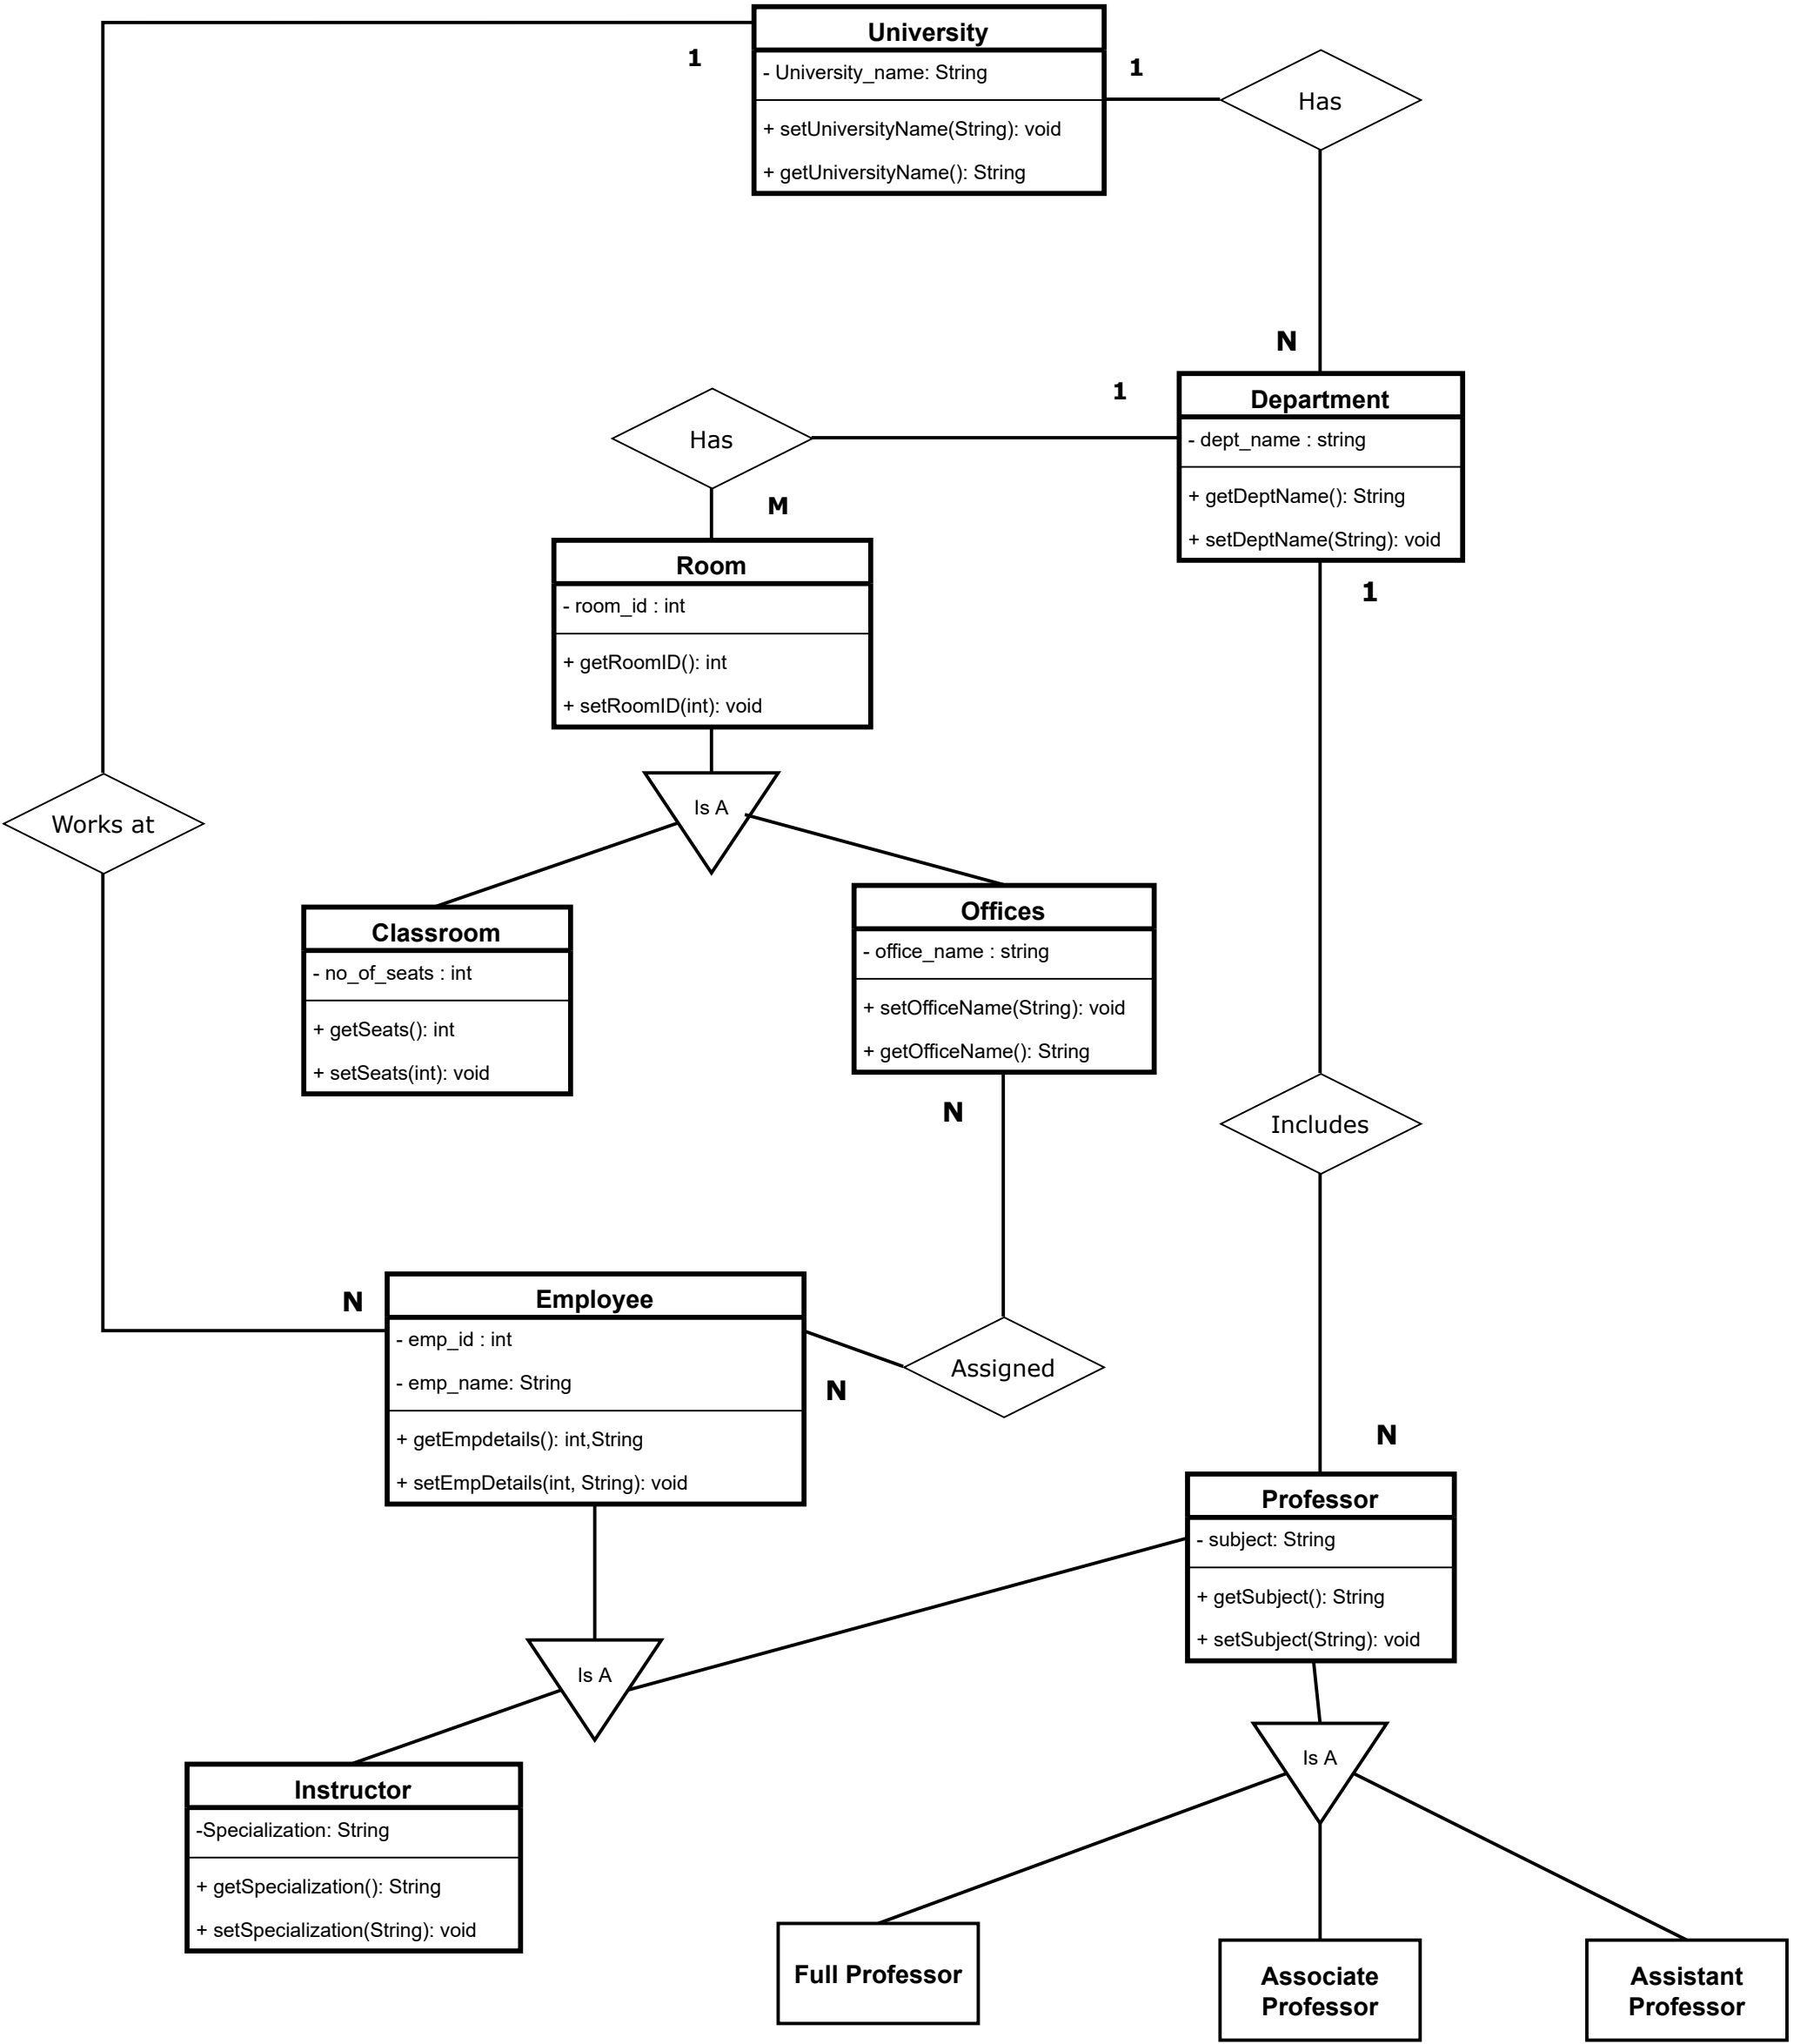 University
1
- University_name: String
1
Has
+ setUniversityName(String): void
+ getUniversityName(): String
N
1
Department
Has
- dept_name : string
M
+ getDeptName(): String
+ setDeptName(String): void
Room
1
- room_id : int
+ getRoomID(): int
+ setRoomID(int): void
Is A
Works at
Offices
Classroom
- office_name : string
- no_of_seats : int
+ setOfficeName(String): void
+ getSeats(): int
+ getOfficeName(): String
+ setSeats(int): void
N
Includes
N
Employee
- emp_id : int
Assigned
- emp_name: String
N
N
+ getEmpdetails(): int,String
+ setEmpDetails(int, String): void
Professor
- subject: String
+ getSubject(): String
+ setSubject(String): void
Is A
Is A
Instructor
-Specialization: String
+ getSpecialization(): String
+ setSpecialization(String): void
Full Professor
Associate
Professor
Assistant
Professor